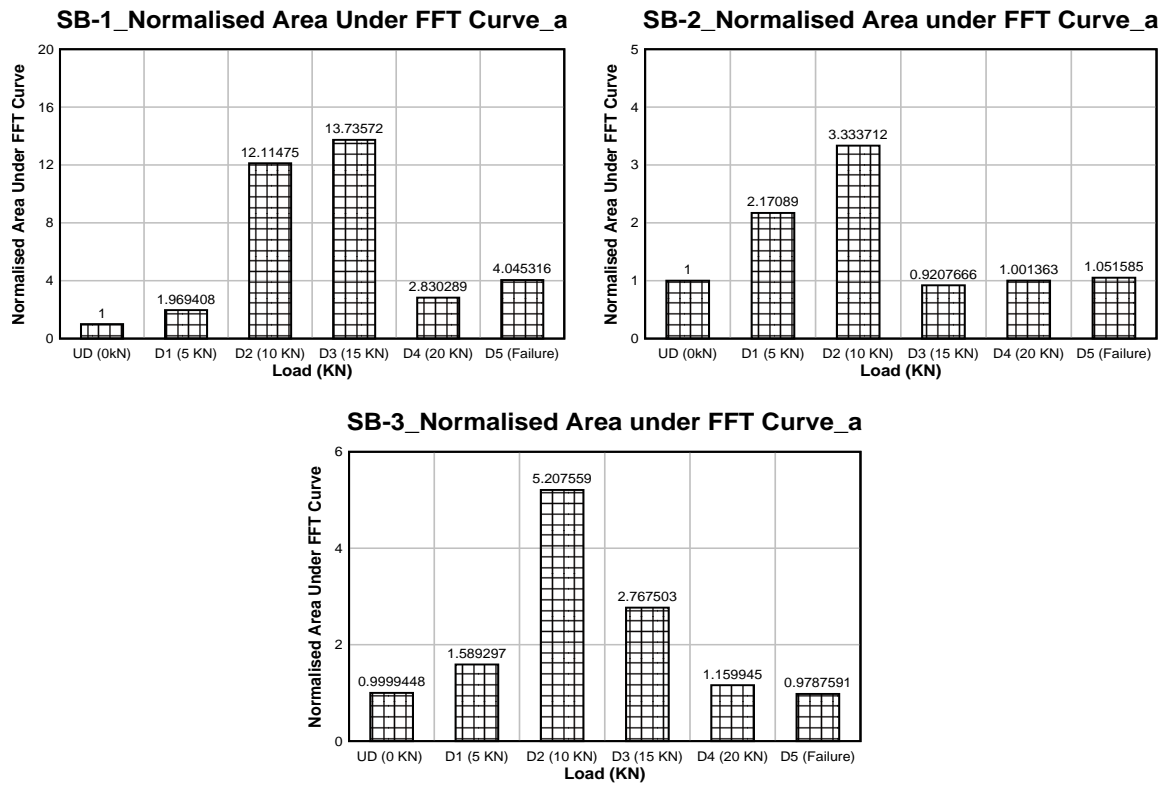 SB-1_Normalised Area Under FFT Curve_a
Normalised Area Under FFT Curve
20
16
12
8
4
0
1
1.969408
12.11475
13.73572
2.830289
4.045316
UD (0kN) D1 (5 KN) D2 (10 KN) D3 (15 KN) D4 (20 KN) D5 (Failure)
Load (KN)
SB-2_Normalised Area under FFT Curve_a
Normalised Area Under FFT Curve
5
4
3
2
1
0
1
2.17089
3.333712
0.9207666
1.001363
1.051585
UD (0kN) D1 (5 KN) D2 (10 KN) D3 (15 KN) D4 (20 KN) D5 (Failure)
Load (KN)
SB-3_Normalised Area under FFT Curve_a
Normalised Area Under FFT Curve
6
4
2
0
0.9999448
1.589297
5.207559
2.767503
1.159945
0.9787591
UD (0 KN) D1 (5 KN) D2 (10 KN) D3 (15 KN) D4 (20 KN) D5 (Failure)
Load (KN)